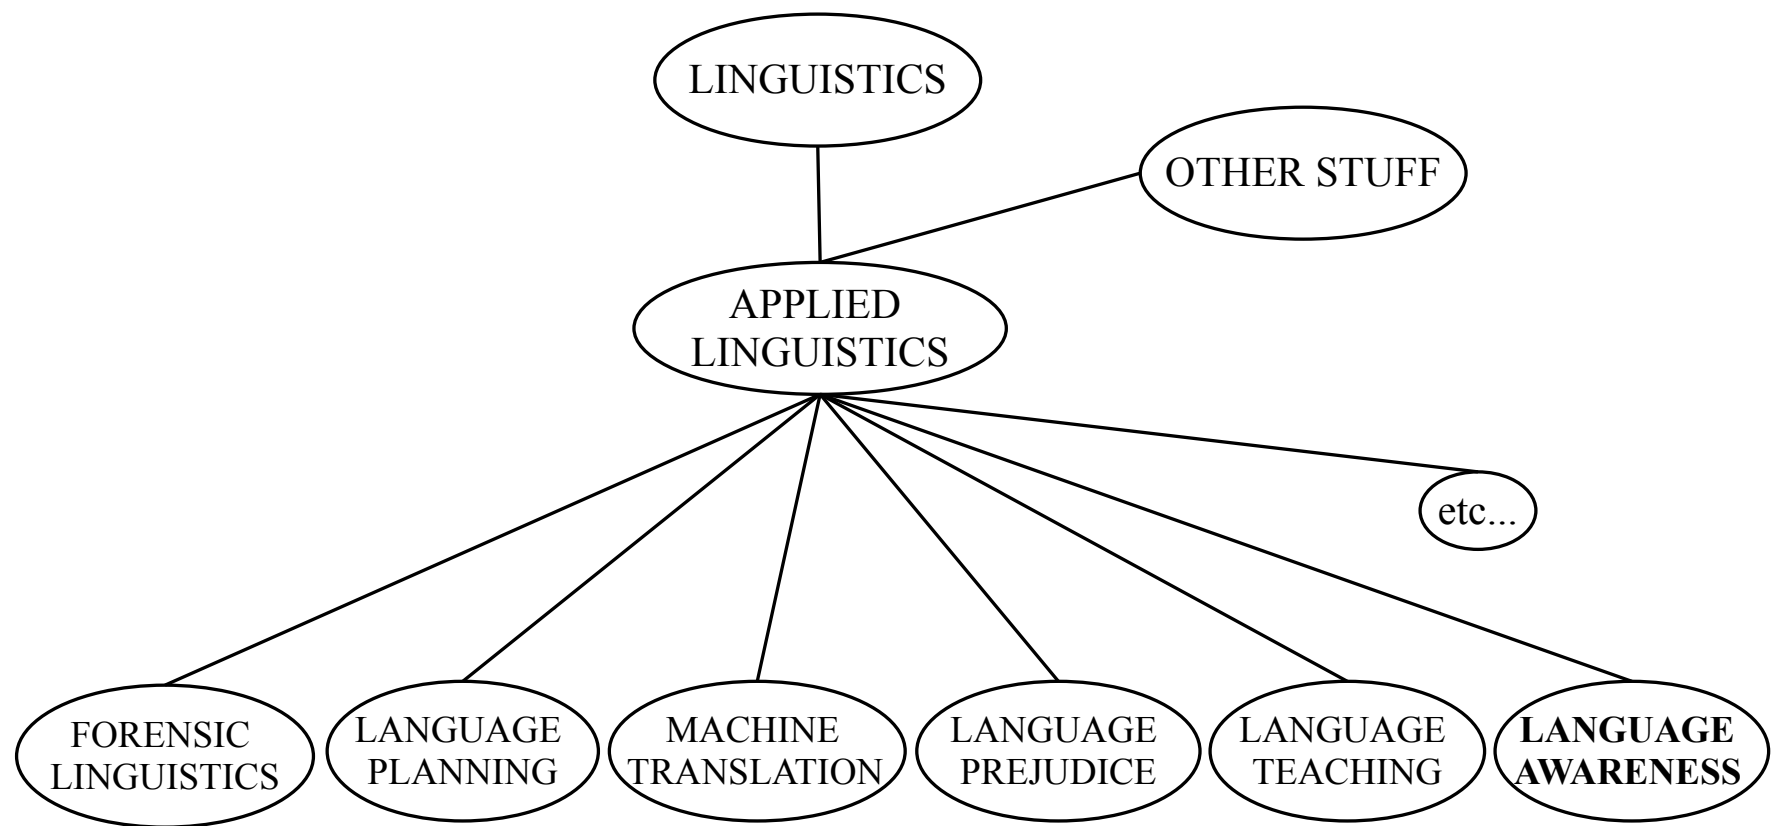 LINGUISTICS
OTHER STUFF
APPLIED
LINGUISTICS
etc...
FORENSIC
LINGUISTICS
LANGUAGE
PLANNING
MACHINE
TRANSLATION
LANGUAGE
PREJUDICE
LANGUAGE
TEACHING
LANGUAGE
AWARENESS